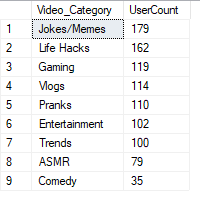 Video_Category UserCount
1 Jokes/Memes 179
2 Life Hacks 162
3 Gaming 119
4 Vlogs 114
5 Pranks 110
6 Entertainment 102
7 Trends 100
8 ASMR 79
9 Comedy 35